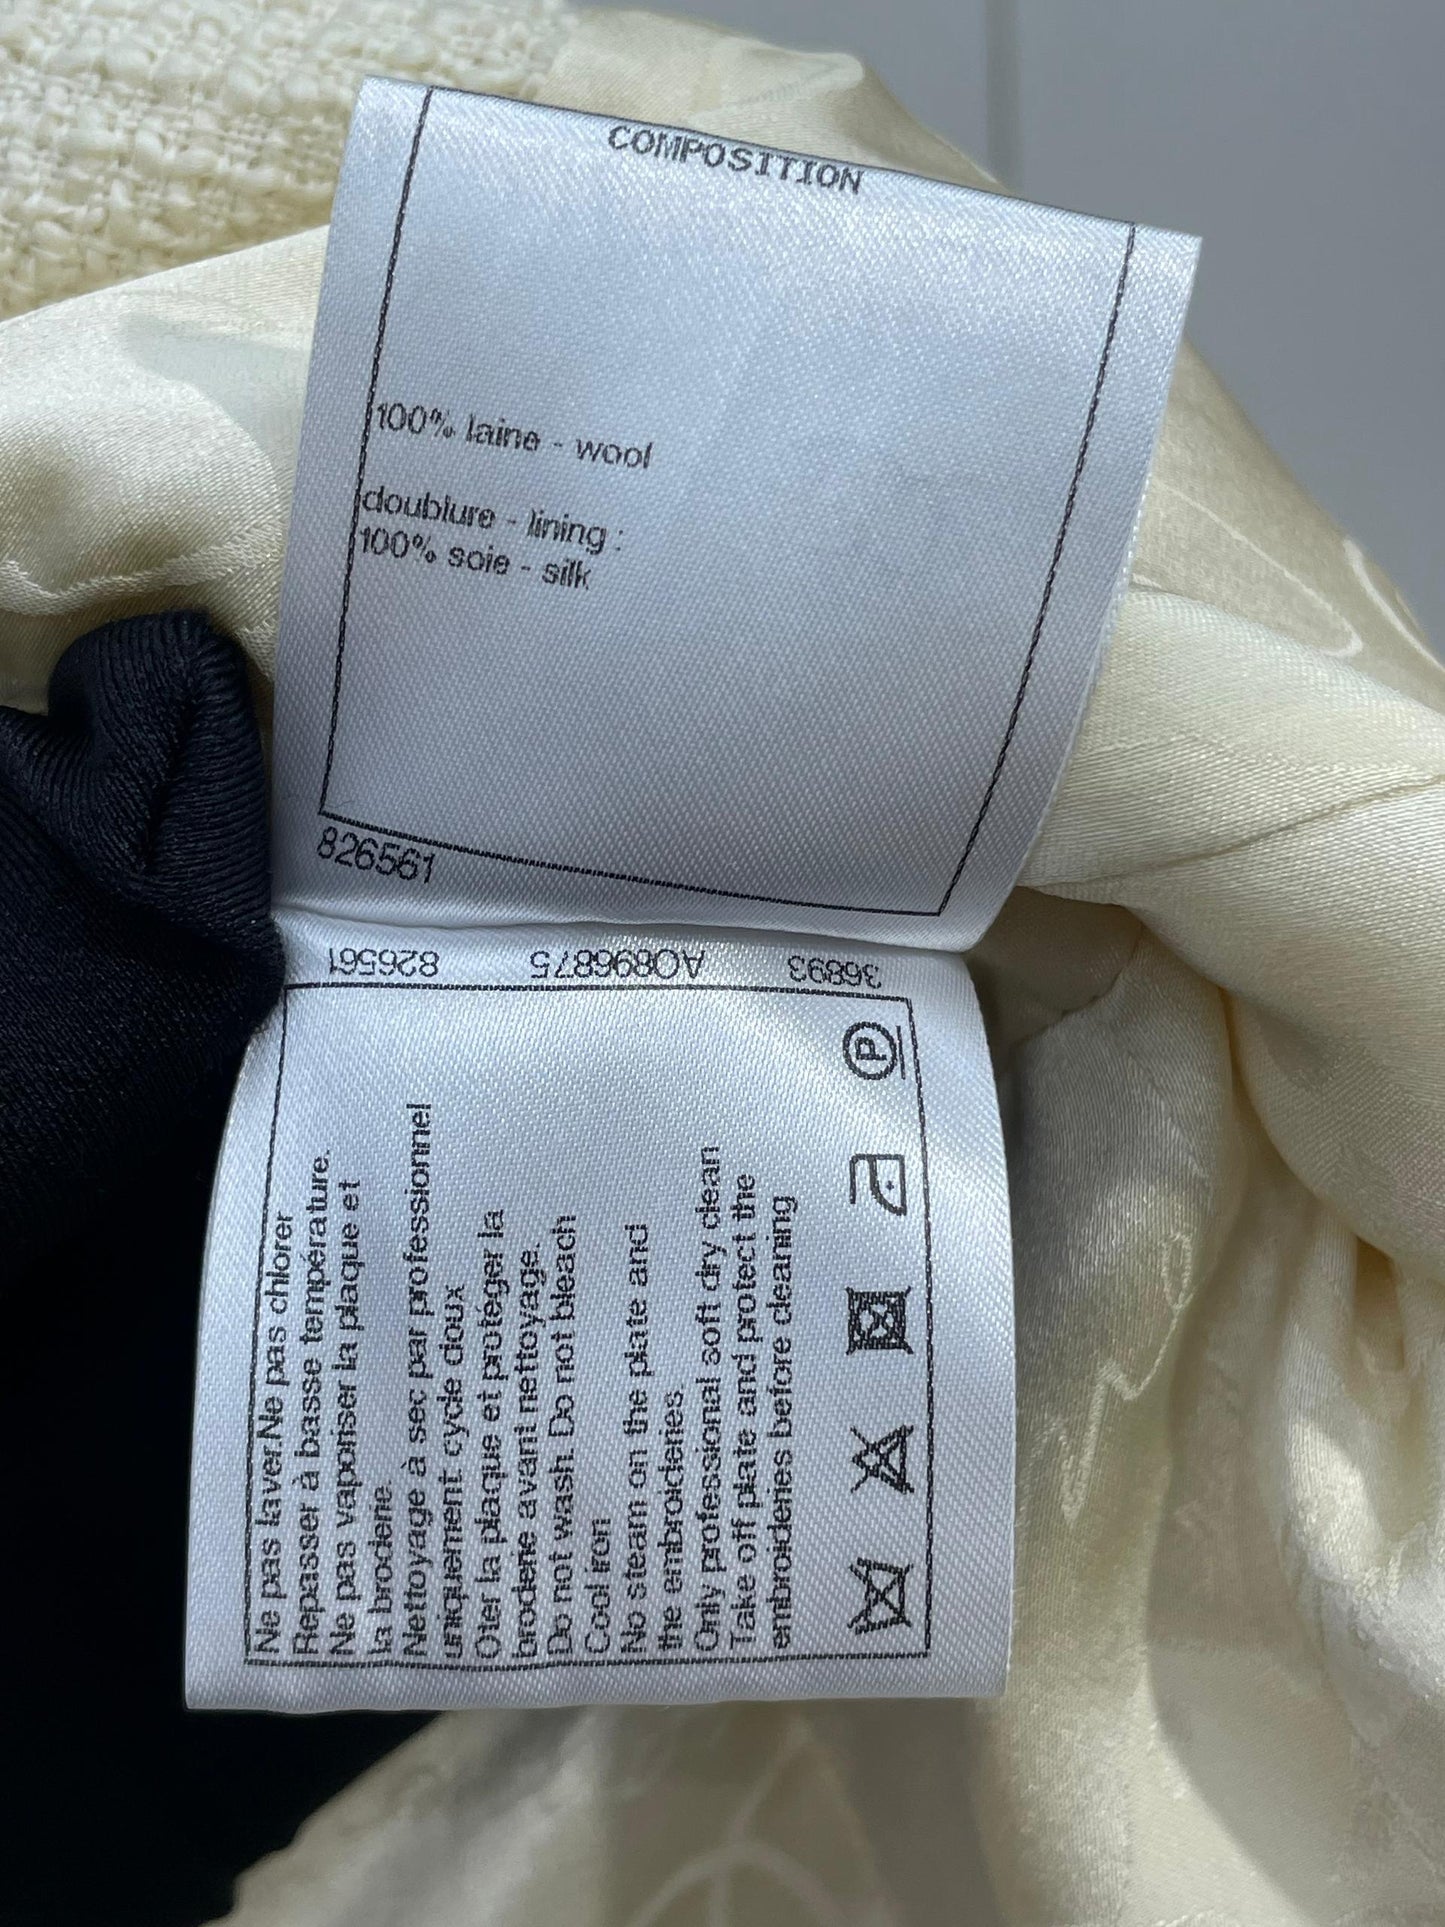 COMPOSITION
100% laine - wool
doublure - lining :
100% soie - silk
826561
36893 AO896875 826561
Ne pas laver.Ne pas chlorer
Repasser à basse température.
Ne pas vaporiser la plaque et
la broderie.
Nettoyage à sec par professionnel
uniquement cycle doux
Oter la plaque et protéger la
broderie avant nettoyage.
Do not wash. Do not bleach
Cool iron
No steam on the plate and
the embroideries.
Only professional soft dry clean
Take off plate and protect the
embroideries before cleaning
P